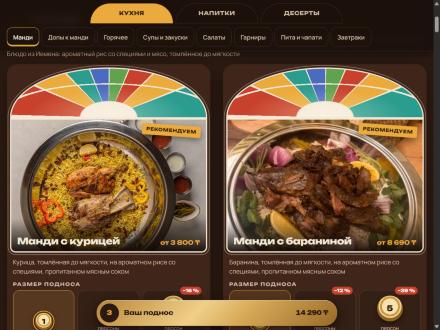 КУХНЯ
НАПИТКИ
ДЕСЕРТЫ
Манди
Допы к манди
Горячее
Супы и закуски
Салаты
Гарниры
Пита и чапати
Завтраки
Блюдо из Йемена: ароматный рис со специями и мясо, томлённое до мягкости
РЕКОМЕНДУЕМ
Манди с курицей
от 3 800 ₸
РЕКОМЕНДУЕМ
Манди с бараниной
от 8 690 ₸
Курица, томлённая до мягкости, на ароматном рисе со
специями, пропитанном мясным соком
Баранина, томлённая до мягкости, на ароматном рисе со
специями, пропитанном мясным соком
РАЗМЕР ПОДНОСА
РАЗМЕР ПОДНОСА
1
-16 %
-12 %
-39 %
5
3
Ваш поднос
14 290 ₸